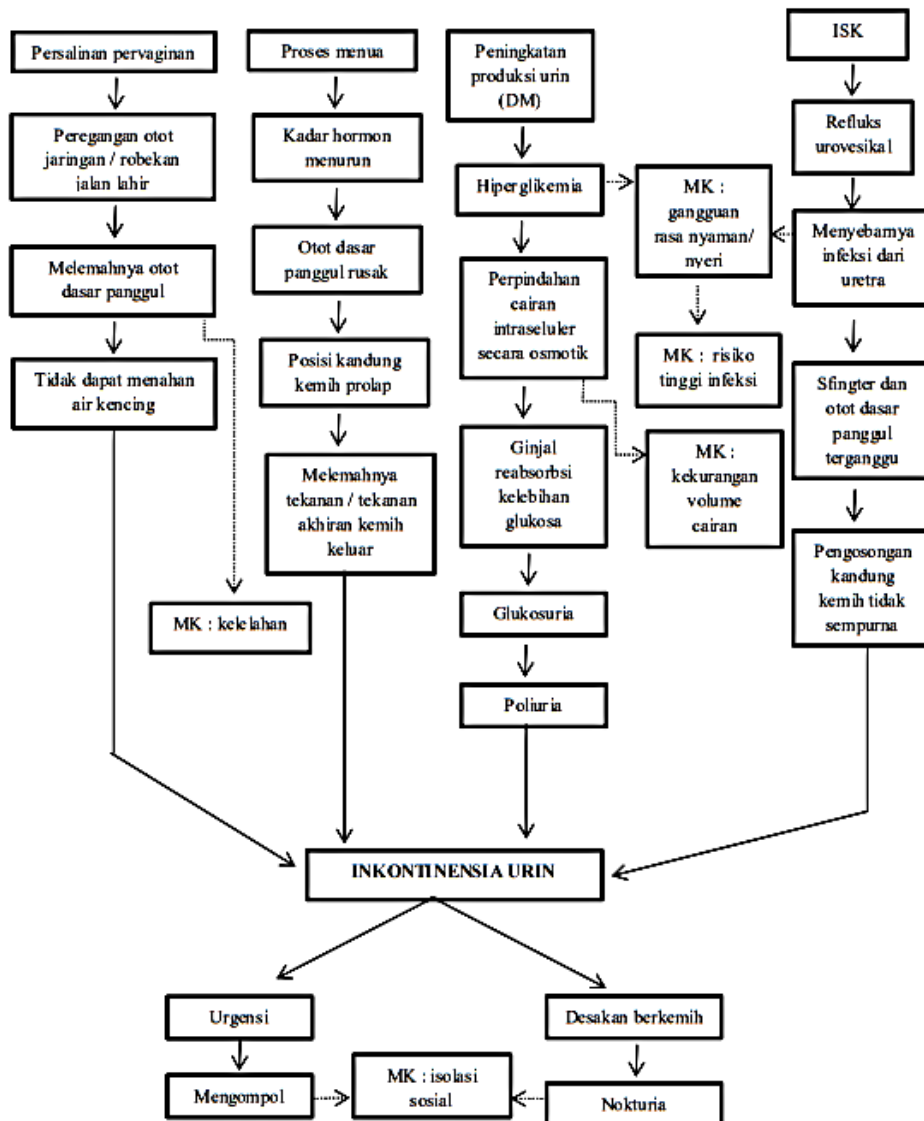 Persalinan pervaginan
Peregangan otot
jaringan / robekan
jalan lahir
Melemahnya otot
dasar panggul
Tidak dapat menahan
air kencing
MK : kelelahan
Proses menua
Kadar hormon
menurun
Otot dasar
panggul rusak
Posisi kandung
kemih prolap
Melemahnya
tekanan / tekanan
akhiran kemih
keluar
Peningkatan
produksi urin
(DM)
Hiperglikemia
Perpindahan
cairan
intraseluler
secara osmotik
Ginjal
reabsorbsi
kelebihan
glukosa
Glukosuria
Poliuria
MK :
gangguan
rasa nyaman/
nyeri
MK : risiko
tinggi infeksi
MK :
kekurangan
volume
cairan
ISK
Refluks
urovesikal
Menyebarnya
infeksi dari
uretra
Sfingter dan
otot dasar
panggul
terganggu
Pengosongan
kandung
kemih tidak
sempurna
INKONTINENSIA URIN
Urgensi
Mengompol
MK : isolasi
sosial
Desakan berkemih
Nokturia